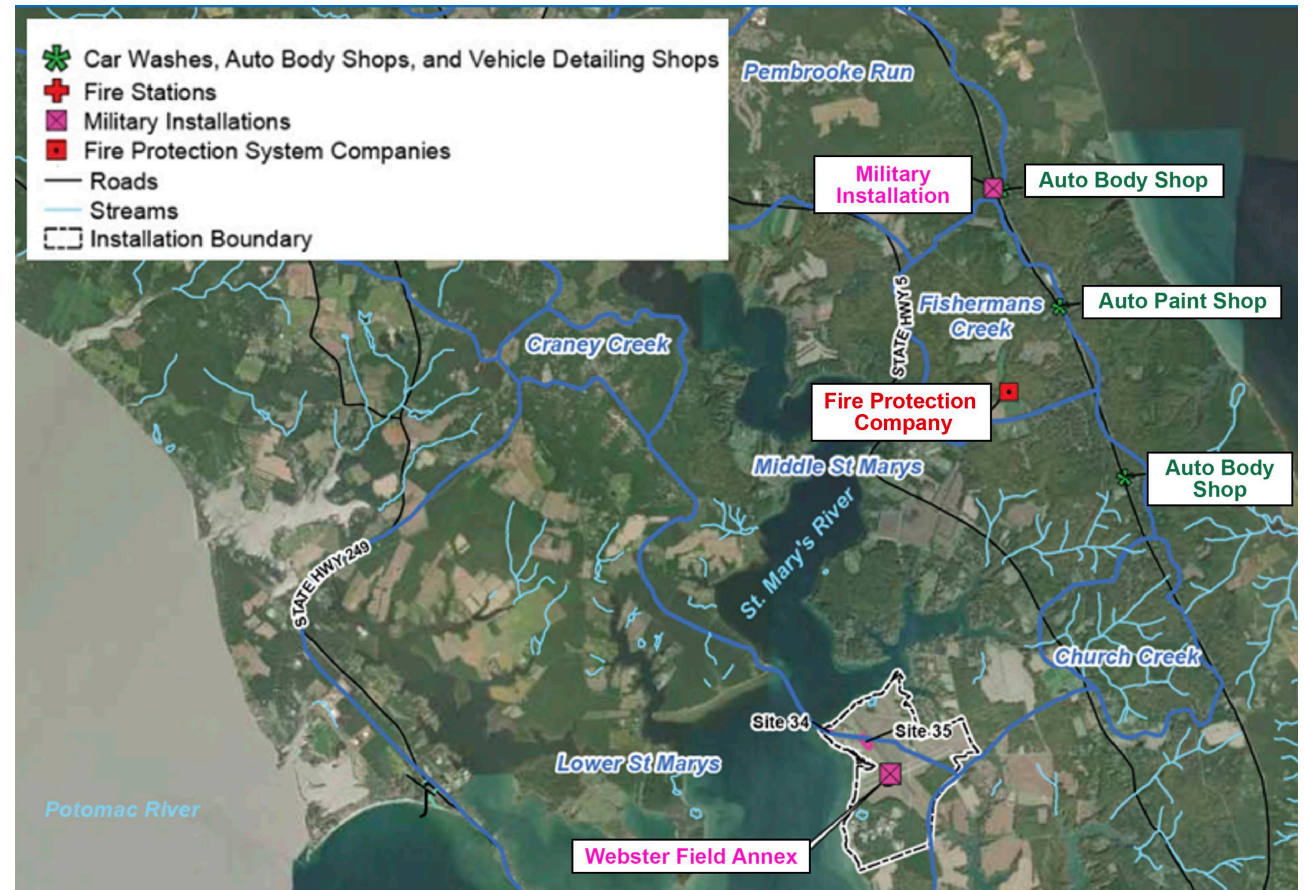 Car Washes, Auto Body Shops, and Vehicle Detailing Shops
Fire Stations
Military Installations
Fire Protection System Companies
Roads
Streams
Installation Boundary
Pembrooke Run
Military
Installation
Auto Body Shop
STATE HWY 5
Fishermans
Creek
Auto Paint Shop
Craney Creek
Fire Protection
Company
Middle St Marys
Auto Body
Shop
St. Mary's River
STATE HWY 249
Church Creek
Site 34
Site 35
Lower St Marys
Potomac River
Webster Field Annex